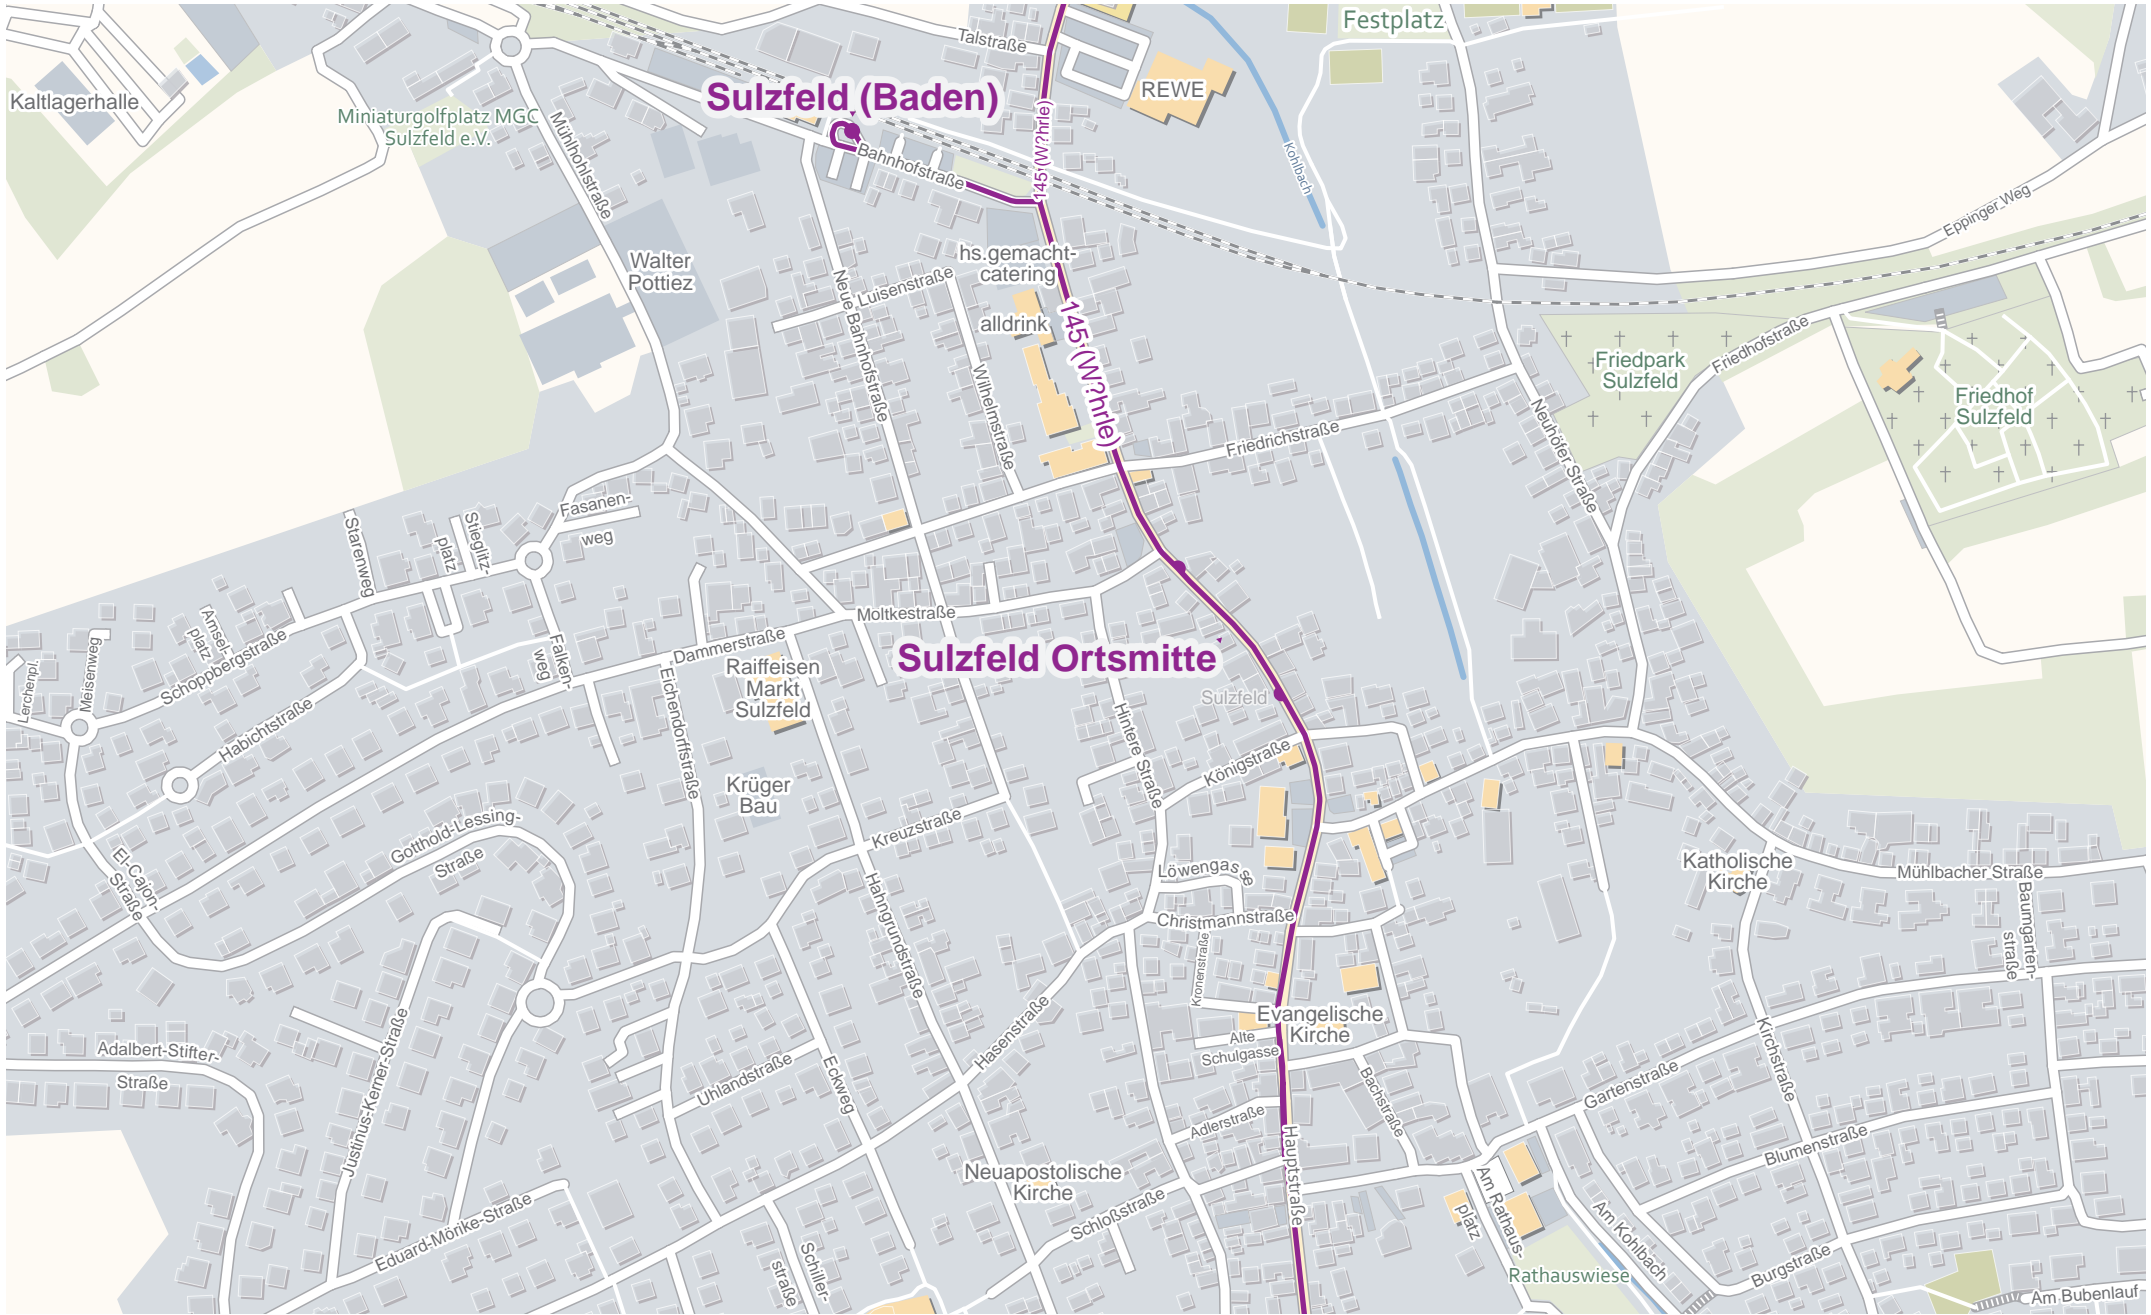 Festplatz
Talstraße
Kaltlagerhalle
Sulzfeld (Baden)
REWE
Miniaturgolfplatz MGC
Sulzfeld e.V.
Mühlhohlstraße
145 (W?hrle)
Kohlbach
Bahnhofstraße
Eppinger Weg
Walter
Pottiez
hs.gemacht-
catering
Neue Bahnhofstraße
Luisenstraße
alldrink
145 (W?hrle)
Friedpark
Sulzfeld
Friedhofstraße
Friedhof
Sulzfeld
Wilhelmstraße
Neuhöfer Straße
Friedrichstraße
Fasanen-
weg
Stieglitz-
platz
Starenweg
Moltkestraße
Amsel-
platz
Schoppbergstraße
Meisenweg
Lerchenpl.
Falken-
weg
Dammerstraße
Sulzfeld Ortsmitte
Raiffeisen
Markt
Sulzfeld
Sulzfeld
Eichendorffstraße
Habichtstraße
Hintere Straße
Königstraße
Krüger
Bau
Gotthold-Lessing-
Straße
Kreuzstraße
El-Cajon-
Straße
Löwengasse
Katholische
Kirche
Mühlbacher Straße
Baumgarten-
straße
Hahngrundstraße
Christmannstraße
Kronenstraße
Evangelische
Kirche
Alte
Schulgasse
Hasenstraße
Adalbert-Stifter-
Straße
Justinus-Kerner-Straße
Uhlandstraße
Eckweg
Kirchstraße
Gartenstraße
Bachstraße
Adlerstraße
Hauptstraße
Blumenstraße
Neuapostolische
Kirche
Schloßstraße
Eduard-Mörike-Straße
Am Rathaus-
platz
Am Kohlbach
Schiller-
straße
Rathauswiese
Burgstraße
Am Bubenlauf